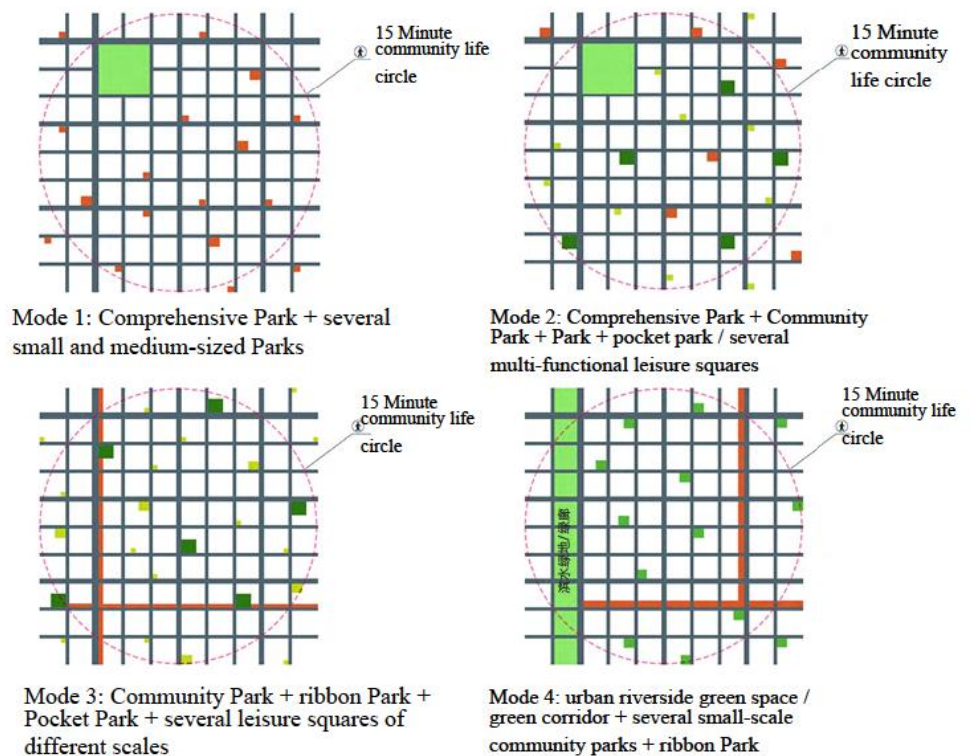 15 Minute
community life
circle
15 Minute
community
life circle
Mode 1: Comprehensive Park + several
small and medium-sized Parks
Mode 2: Comprehensive Park + Community
Park + Park + pocket park / several
multi-functional leisure squares
15 Minute
community life
circle
15 Minute
community life
circle
滨水绿地/绿廊
Mode 3: Community Park + ribbon Park +
Pocket Park + several leisure squares of
different scales
Mode 4: urban riverside green space /
green corridor + several small-scale
community parks + ribbon Park